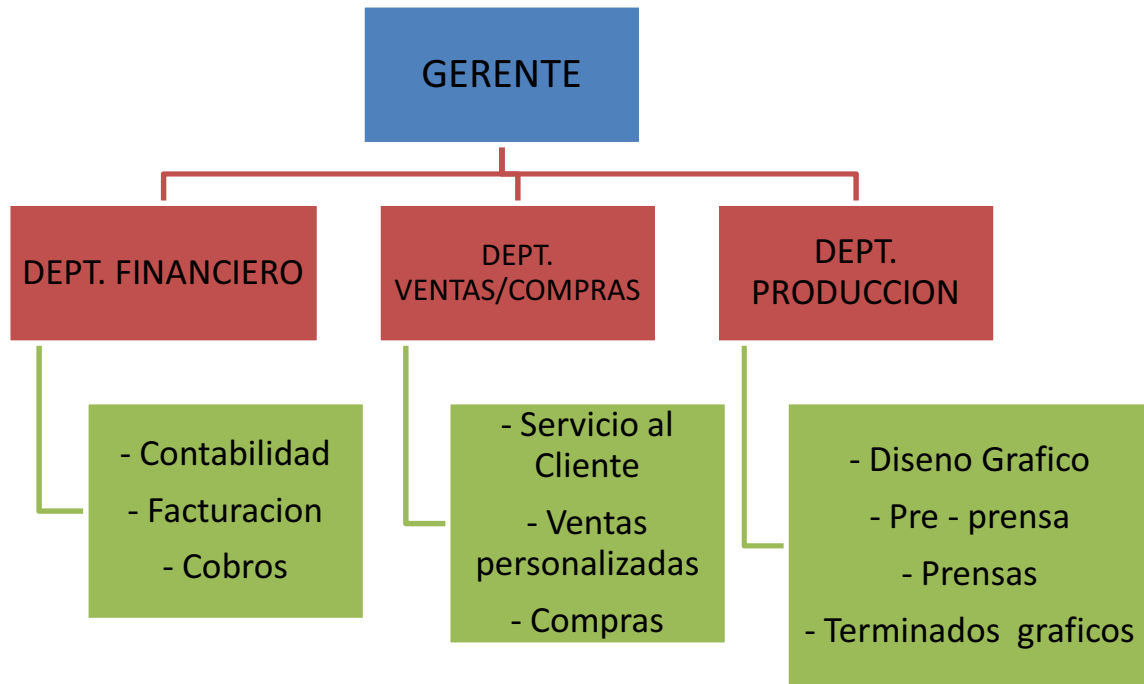 GERENTE
DEPT. FINANCIERO
DEPT.
VENTAS/COMPRAS
DEPT.
PRODUCCION
- Contabilidad
- Facturacion
- Cobros
- Servicio al
Cliente
- Ventas
personalizadas
- Compras
- Diseno Grafico
- Pre - prensa
- Prensas
- Terminados  graficos